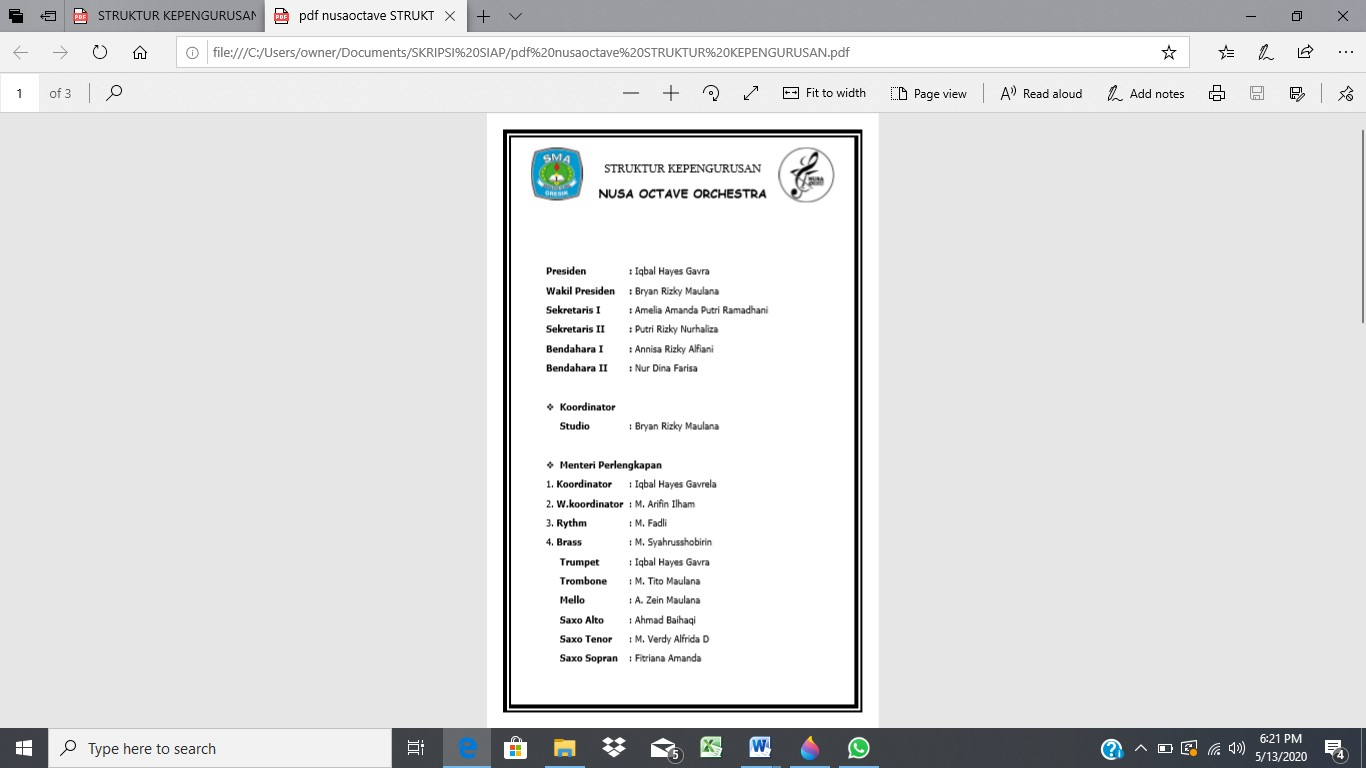 STRUKTUR KEPENGURUSAN
pdf nusaoctave STRUKT
file:///C:/Users/owner/Documents/SKRIPSI%20SIAP/pdf%20nusaoctave%20STRUKTUR%20KEPENGURUSAN.pdf
1 of 3 Fit to width Page view Read aloud Add notes
SMA
GRESIK
STRUKTUR KEPENGURUSAN
NUSA OCTAVE ORCHESTRA
NUSA
Presiden : Iqbal Hayes Gavra
Wakil Presiden : Bryan Rizky Maulana
Sekretaris I : Amelia Amanda Putri Ramadhani
Sekretaris II : Putri Rizky Nurhaliza
Bendahara I : Annisa Rizky Alfiani
Bendahara II : Nur Dina Farisa
❖ Koordinator
Studio : Bryan Rizky Maulana
❖ Menteri Perlengkapan
1. Koordinator : Iqbal Hayes Gavrela
2. W.koordinator : M. Arifin Ilham
3. Rythm : M. Fadli
4. Brass : M. Syahrusshobirin
Trumpet : Iqbal Hayes Gavra
Trombone : M. Tito Maulana
Mello : A. Zein Maulana
Saxo Alto : Ahmad Baihaqi
Saxo Tenor : M. Verdy Alfrida D
Saxo Sopran : Fitriana Amanda
Type here to search
5
6:21 PM
5/13/2020
4